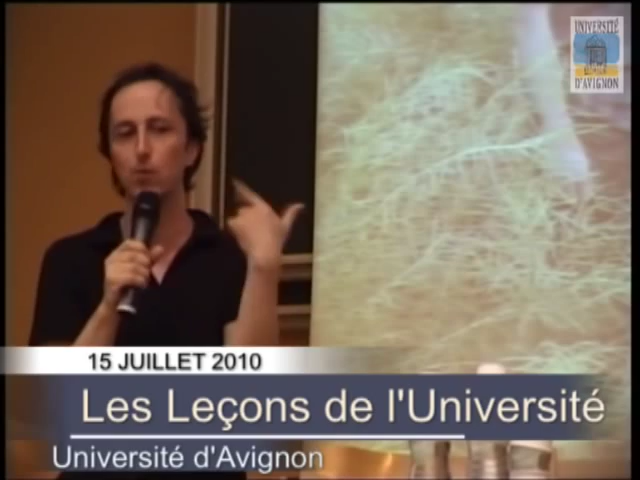 UNIVERSITÉ
D'AVIGNON
15 JUILLET 2010
Les Leçons de l'Université
Université d'Avignon